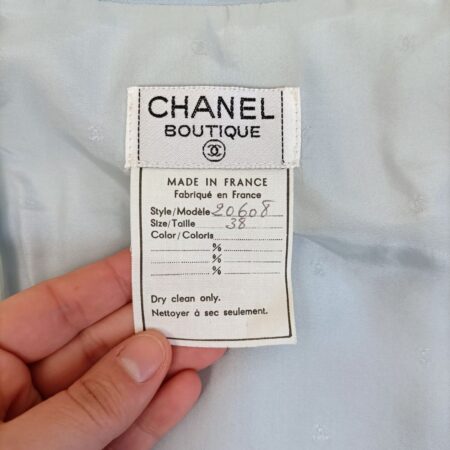 CHANEL
BOUTIQUE
MADE IN FRANCE
Fabriqué en France
Style/Modèle 20608
Size/Taille 38
Color/Coloris
%
%
%
Dry clean only.
Nettoyer à sec seulement.